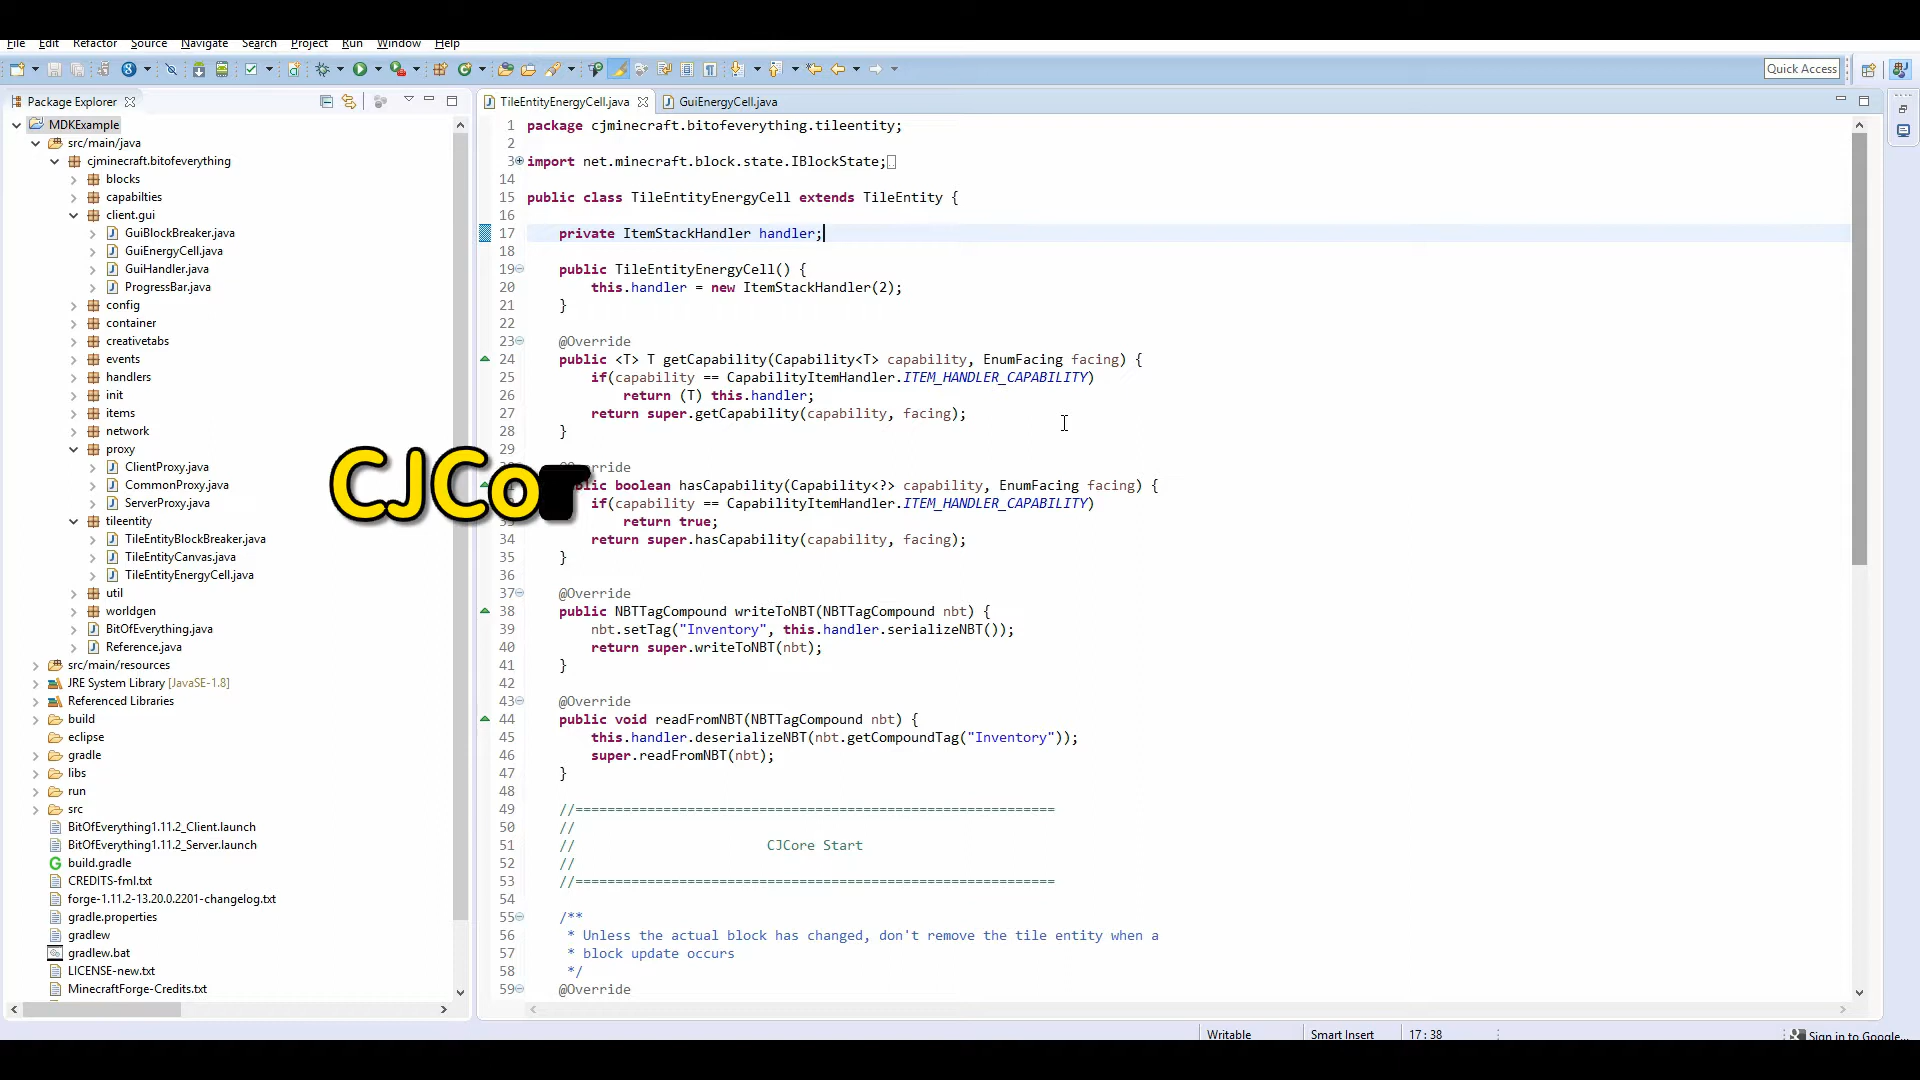 File Edit Refactor Source Navigate Search Project Run Window Help
Quick Access
Package Explorer
MDKExample
src/main/java
cjminecraft.bitofeverything
blocks
capabilties
client.gui
GuiBlockBreaker.java
GuiEnergyCell.java
GuiHandler.java
ProgressBar.java
config
container
creativetabs
events
handlers
init
items
network
proxy
ClientProxy.java
CommonProxy.java
ServerProxy.java
tileentity
TileEntityBlockBreaker.java
TileEntityCanvas.java
TileEntityEnergyCell.java
util
worldgen
BitOfEverything.java
Reference.java
src/main/resources
JRE System Library [JavaSE-1.8]
Referenced Libraries
build
eclipse
gradle
libs
run
src
BitOfEverything1.11.2_Client.launch
BitOfEverything1.11.2_Server.launch
build.gradle
CREDITS-fml.txt
forge-1.11.2-13.20.0.2201-changelog.txt
gradle.properties
gradlew
gradlew.bat
LICENSE-new.txt
MinecraftForge-Credits.txt
TileEntityEnergyCell.java GuiEnergyCell.java
1 package cjminecraft.bitofeverything.tileentity;
2
3 import net.minecraft.block.state.IBlockState;
14
15 public class TileEntityEnergyCell extends TileEntity {
16
17 private ItemStackHandler handler;
18
19 public TileEntityEnergyCell() {
20 this.handler = new ItemStackHandler(2);
21 }
22
23 @Override
24 public <T> T getCapability(Capability<T> capability, EnumFacing facing) {
25 if(capability == CapabilityItemHandler.ITEM_HANDLER_CAPABILITY)
26 return (T) this.handler;
27 return super.getCapability(capability, facing);
28 }
29
erride
blic boolean hasCapability(Capability<?> capability, EnumFacing facing) {
if(capability == CapabilityItemHandler.ITEM_HANDLER_CAPABILITY)
33 return true;
34 return super.hasCapability(capability, facing);
35 }
36
37 @Override
38 public NBTTagCompound writeToNBT(NBTTagCompound nbt) {
39 nbt.setTag("Inventory", this.handler.serializeNBT());
40 return super.writeToNBT(nbt);
41 }
42
43 @Override
44 public void readFromNBT(NBTTagCompound nbt) {
45 this.handler.deserializeNBT(nbt.getCompoundTag("Inventory"));
46 super.readFromNBT(nbt);
47 }
48
49 //============================================================
50 //
51 // CJCore Start
52 //
53 //============================================================
54
55 /**
56 * Unless the actual block has changed, don't remove the tile entity when a
57 * block update occurs
58 */
59 @Override
CJCor
Writable Smart Insert 17 : 38 Sign in to Google...